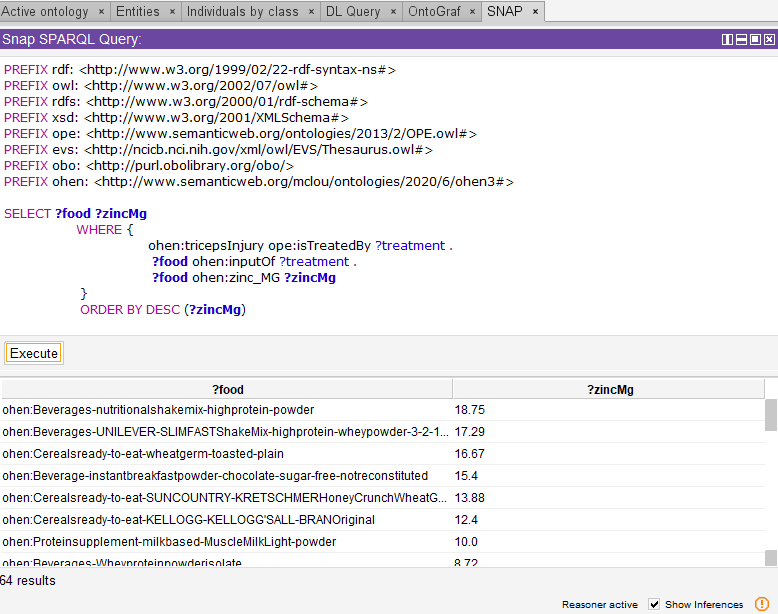 Active ontology × Entities × Individuals by class × DL Query × OntoGraf × SNAP ×
Snap SPARQL Query:
PREFIX rdf: <http://www.w3.org/1999/02/22-rdf-syntax-ns#>
PREFIX owl: <http://www.w3.org/2002/07/owl#>
PREFIX rdfs: <http://www.w3.org/2000/01/rdf-schema#>
PREFIX xsd: <http://www.w3.org/2001/XMLSchema#>
PREFIX ope: <http://www.semanticweb.org/ontologies/2013/2/OPE.owl#>
PREFIX evs: <http://ncicb.nci.nih.gov/xml/owl/EVS/Thesaurus.owl#>
PREFIX obo: <http://purl.obolibrary.org/obo/>
PREFIX ohen: <http://www.semanticweb.org/mclou/ontologies/2020/6/ohen3#>
SELECT ?food ?zincMg
WHERE {
ohen:tricepsInjury ope:isTreatedBy ?treatment .
?food ohen:inputOf ?treatment .
?food ohen:zinc_MG ?zincMg
}
ORDER BY DESC (?zincMg)
Execute
?food ?zincMg
ohen:Beverages-nutritionalshakemix-highprotein-powder 18.75
ohen:Beverages-UNILEVER-SLIMFASTShakeMix-highprotein-wheypowder-3-2-1... 17.29
ohen:Cerealsready-to-eat-wheatgerm-toasted-plain 16.67
ohen:Beverage-instantbreakfastpowder-chocolate-sugar-free-notreconstituted 15.4
ohen:Cerealsready-to-eat-SUNCOUNTRY-KRETSCHMERHoneyCrunchWheatG... 13.88
ohen:Cerealsready-to-eat-KELLOGG-KELLOGG'SALL-BRANOriginal 12.4
ohen:Proteinsupplement-milkbased-MuscleMilkLight-powder 10.0
ohen:Beverages-Wheyproteinpowderisolate 8.72
64 results
Reasoner active Show Inferences